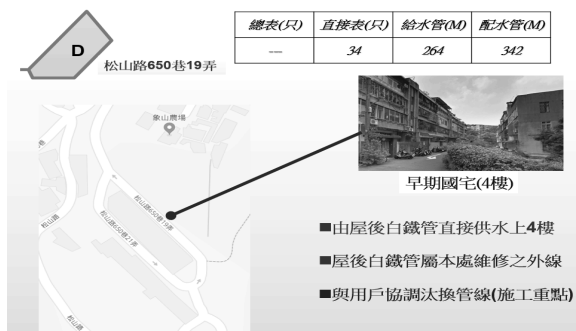 D
松山路650巷19弄
總表(只) 直接表(只) 給水管(M) 配水管(M)
---- 34 264 342
象山農場
松山路650巷19弄
松山路650巷21弄
松山路
松山路
早期國宅(4樓)
■由屋後白鐵管直接供水上4樓
■屋後白鐵管屬本處維修之外線
■與用戶協調汰換管線(施工重點)